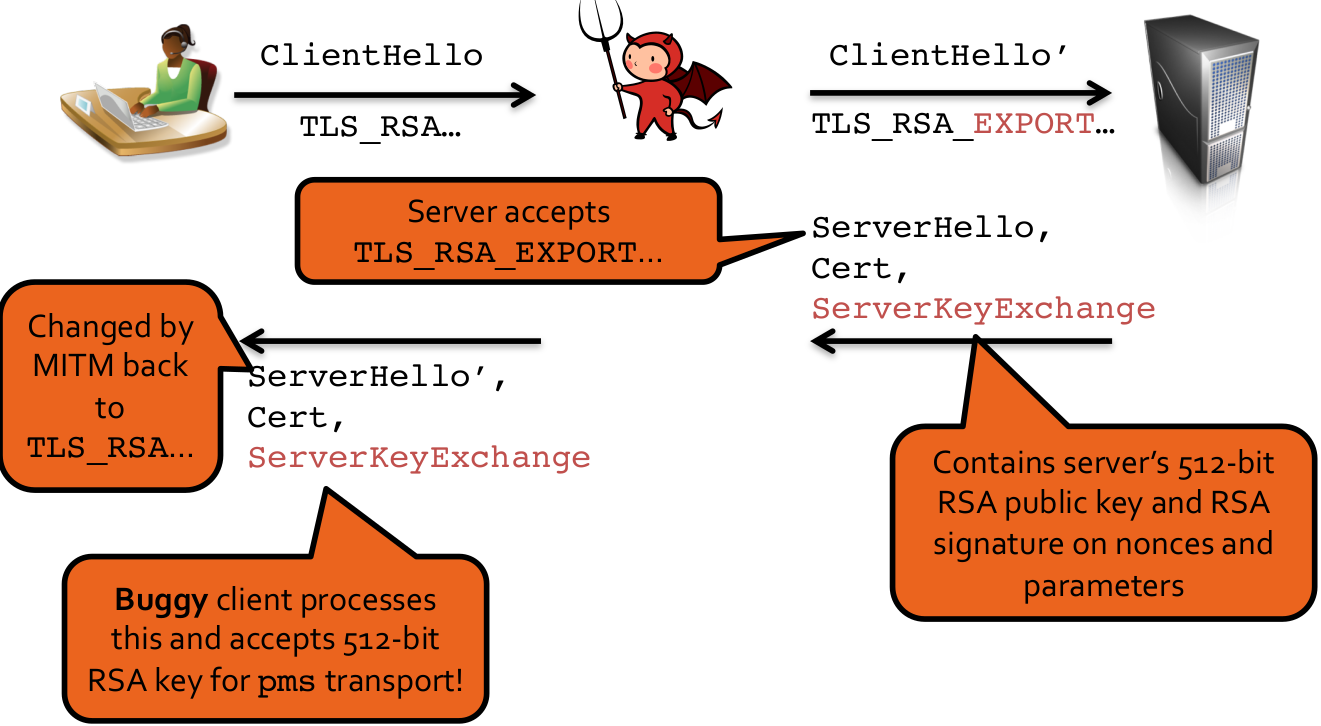 ClientHello
TLS_RSA…
ClientHello’
TLS_RSA_EXPORT…
Server accepts
TLS_RSA_EXPORT…
ServerHello,
Cert,
ServerKeyExchange
Changed by
MITM back
to
TLS_RSA…
ServerHello’,
Cert,
ServerKeyExchange
Contains server’s 512-bit
RSA public key and RSA
signature on nonces and
parameters
Buggy client processes
this and accepts 512-bit
RSA key for pms transport!